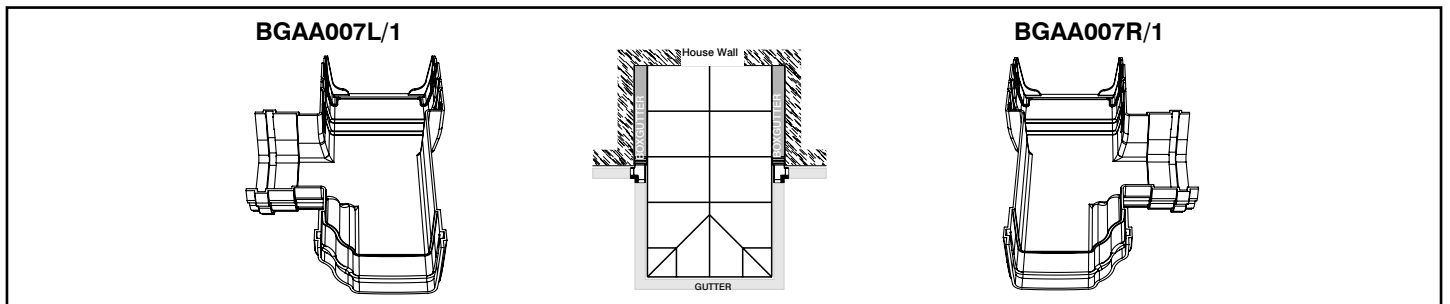 BGAA007L/1
BGAA007R/1
House Wall
BOXGUTTER
BOXGUTTER
GUTTER